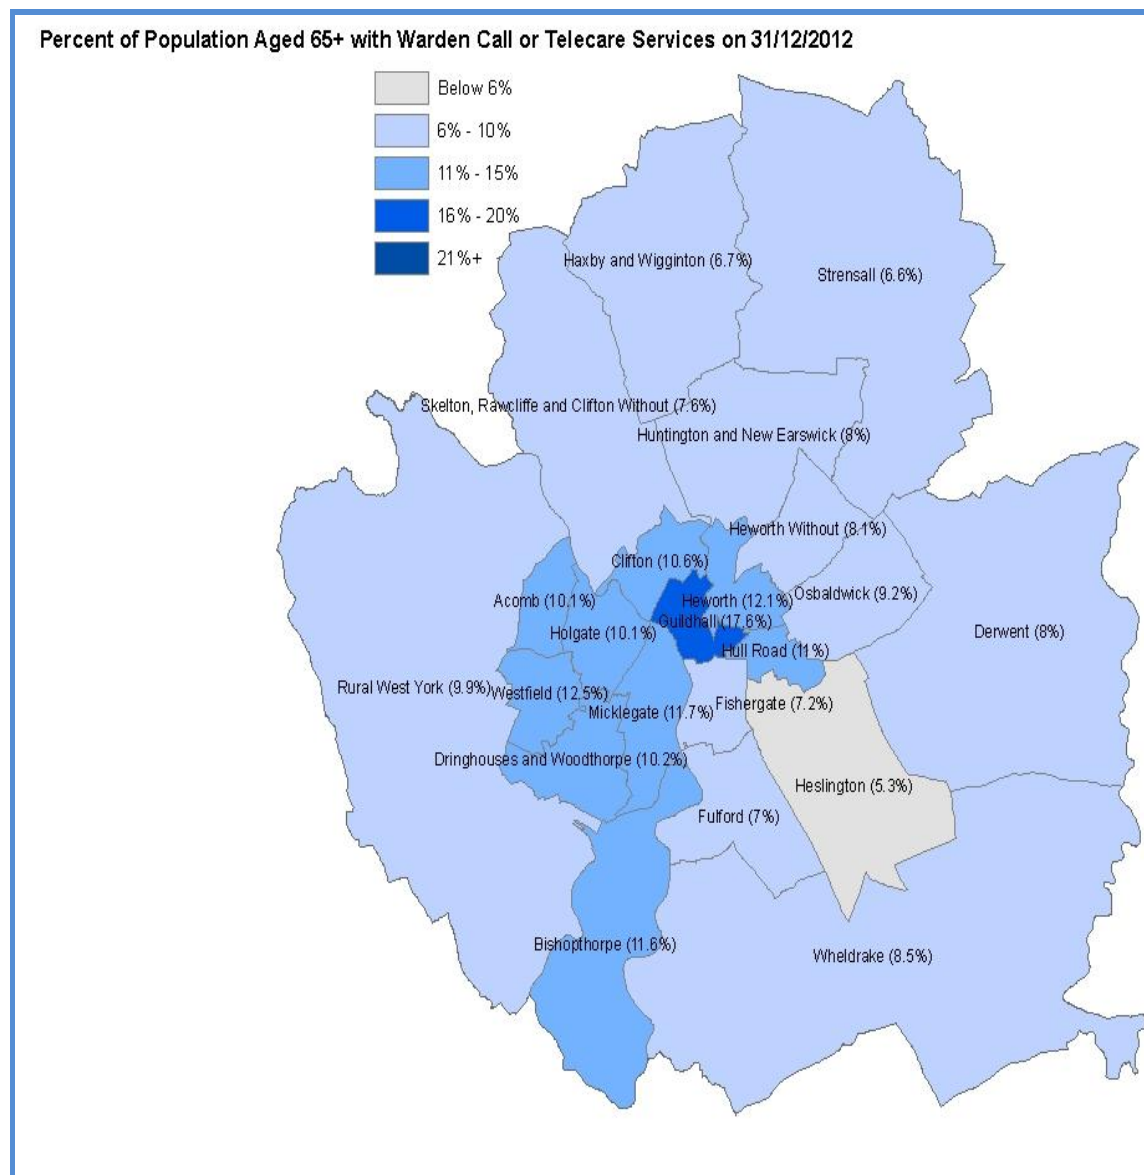 Percent of Population Aged 65+ with Warden Call or Telecare Services on 31/12/2012
Below 6%
6% - 10%
11% - 15%
16% - 20%
21%+
Haxby and Wigginton (6.7%)
Strensall (6.6%)
Skelton, Rawcliffe and Clifton Without (7.6%)
Huntington and New Earswick (8%)
Heworth Without (8.1%)
Clifton (10.6%)
Acomb (10.1%)
Heworth (12.1%)
Osbaldwick (9.2%)
Guildhall (17.6%)
Holgate (10.1%)
Derwent (8%)
Hull Road (11%)
Rural West York (9.9%)
Westfield (12.5%)
Fishergate (7.2%)
Micklegate (11.7%)
Dringhouses and Woodthorpe (10.2%)
Heslington (5.3%)
Fulford (7%)
Bishopthorpe (11.6%)
Wheldrake (8.5%)